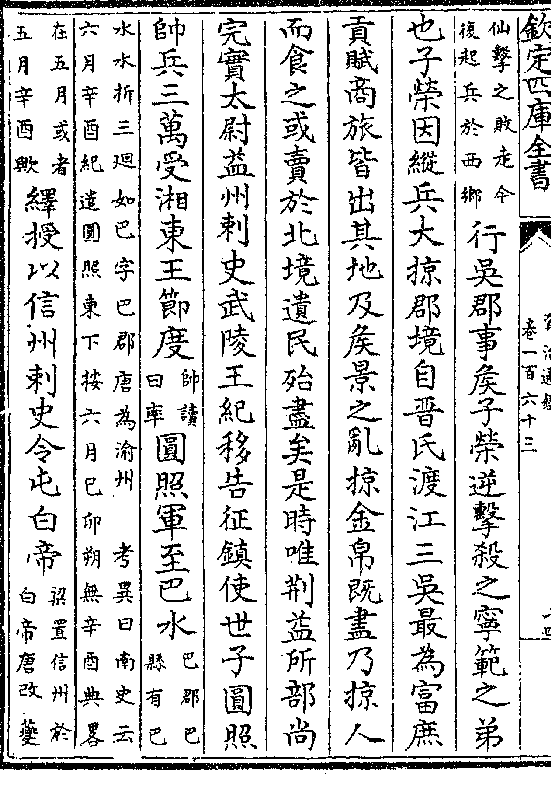 欽定四庫全書
卷一百六十三
仙擊之敗走今
復起兵於西鄉
行吳郡事矦子榮逆擊殺之寧範之弟
也子榮因縱兵大掠郡境自晋氏渡江三吳最為富庶
貢賦商旅皆出其地及矦景之亂掠金帛既盡乃掠人
而食之或賣於北境遺民殆盡矣是時唯荆益所部尚
完實太尉益州刺史武陵王紀移告征鎮使世子圓照
帥兵三萬受湘東王節度
帥讀
曰率
圓照軍至巴水
巴郡巴
縣有巴
水水折三廻如巴字巴郡唐為渝州 考異曰南史云
六月辛酉紀遣圓照東下按六月己卯朔無辛酉典畧
在五月或者
五月辛酉歟
繹授以信州刺史令屯白帝
梁置信州於
白帝唐改夔